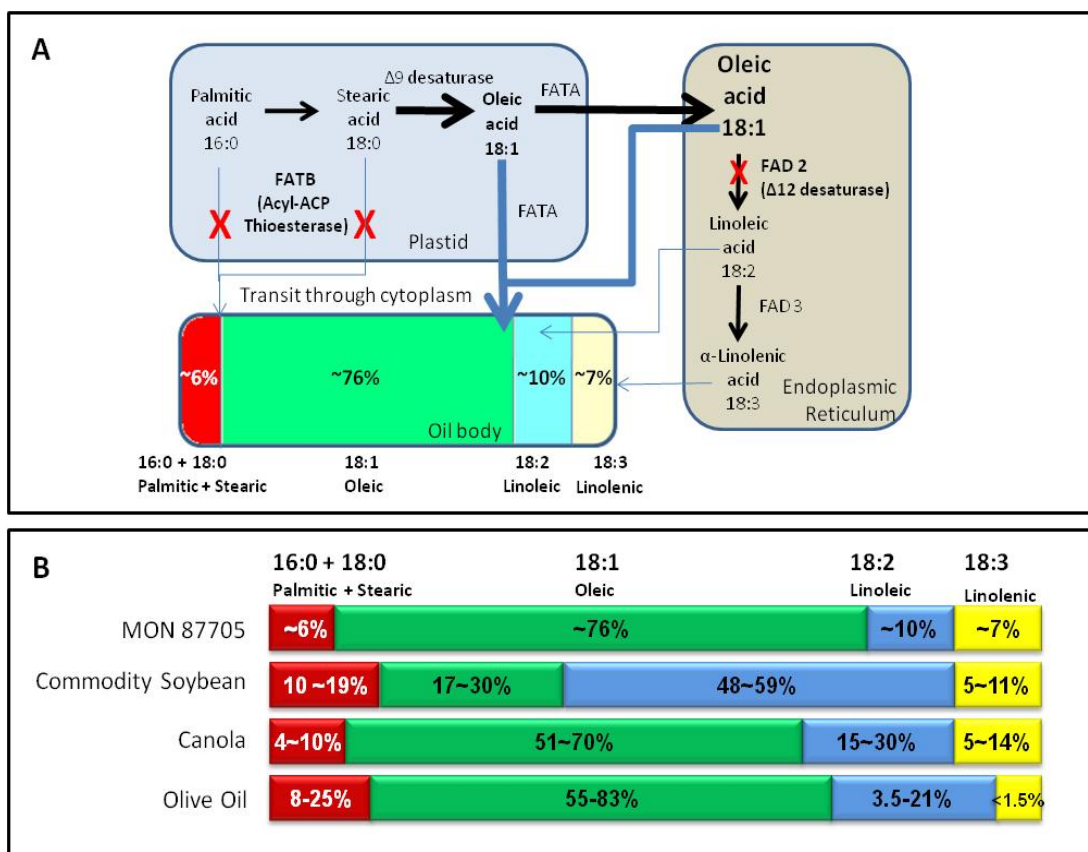 A
Palmitic
acid
16:0
Stearic
acid
18:0
Δ9 desaturase
Oleic
acid
18:1
FATA
FATB
(Acyl-ACP
Thioesterase)
FATA
Plastid
Oleic
acid
18:1
FAD 2
(Δ12 desaturase)
Linoleic
acid
18:2
FAD 3
α-Linolenic
acid
18:3
Endoplasmic
Reticulum
Transit through cytoplasm
~6%
~76%
~10%
~7%
Oil body
16:0 + 18:0
Palmitic + Stearic
18:1
Oleic
18:2
Linoleic
18:3
Linolenic
B
16:0 + 18:0
Palmitic + Stearic
18:1
Oleic
18:2
Linoleic
18:3
Linolenic
MON 87705
~6%
~76%
~10%
~7%
Commodity Soybean
10 ~19%
17~30%
48~59%
5~11%
Canola
4~10%
51~70%
15~30%
5~14%
Olive Oil
8-25%
55-83%
3.5-21%
<1.5%